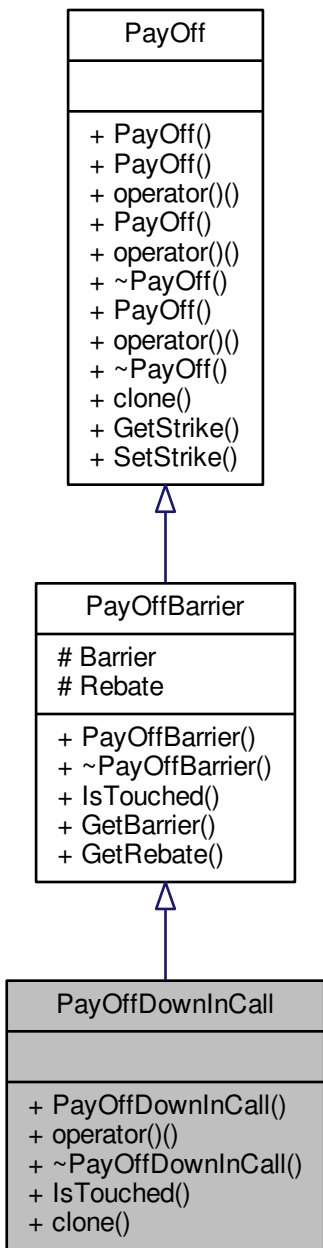 PayOff
+ PayOff()
+ PayOff()
+ operator()()
+ PayOff()
+ operator()()
+ ~PayOff()
+ PayOff()
+ operator()()
+ ~PayOff()
+ clone()
+ GetStrike()
+ SetStrike()
PayOffBarrier
# Barrier
# Rebate
+ PayOffBarrier()
+ ~PayOffBarrier()
+ IsTouched()
+ GetBarrier()
+ GetRebate()
PayOffDownInCall
+ PayOffDownInCall()
+ operator()()
+ ~PayOffDownInCall()
+ IsTouched()
+ clone()